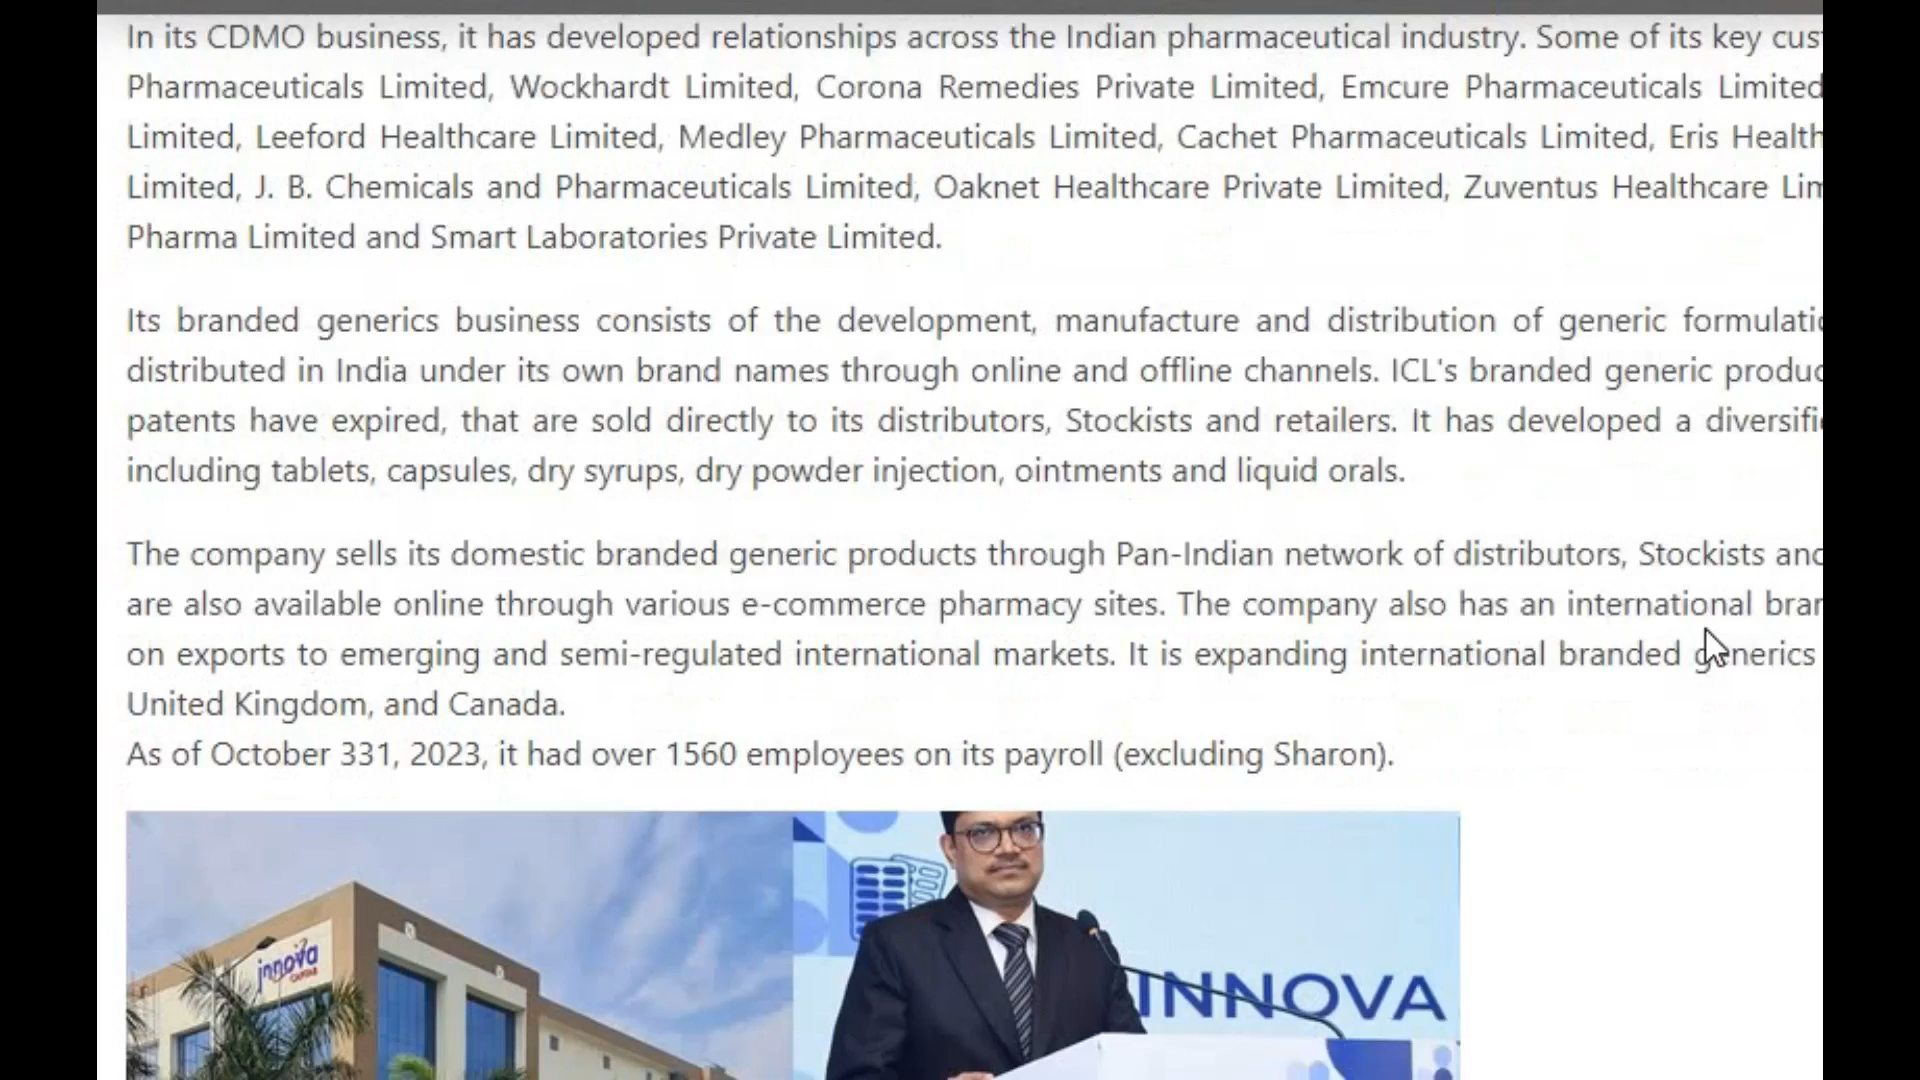 In its CDMO business, it has developed relationships across the Indian pharmaceutical industry. Some of its key
Pharmaceuticals Limited, Wockhardt Limited, Corona Remedies Private Limited, Emcure Pharmaceuticals Limited
Limited, Leeford Healthcare Limited, Medley Pharmaceuticals Limited, Cachet Pharmaceuticals Limited, Eris
Limited, J. B. Chemicals and Pharmaceuticals Limited, Oaknet Healthcare Private Limited, Zuventus Healthcare
Pharma Limited and Smart Laboratories Private Limited.
Its branded generics business consists of the development, manufacture and distribution of generic
distributed in India under its own brand names through online and offline channels. ICL's branded generic
patents have expired, that are sold directly to its distributors, Stockists and retailers. It has developed a
including tablets, capsules, dry syrups, dry powder injection, ointments and liquid orals.
The company sells its domestic branded generic products through Pan-Indian network of distributors, Stockists and
are also available online through various e-commerce pharmacy sites. The company also has an international
on exports to emerging and semi-regulated international markets. It is expanding international branded generics
United Kingdom, and Canada.
As of October 331, 2023, it had over 1560 employees on its payroll (excluding Sharon).
innova
CAPTAB
INNOVA